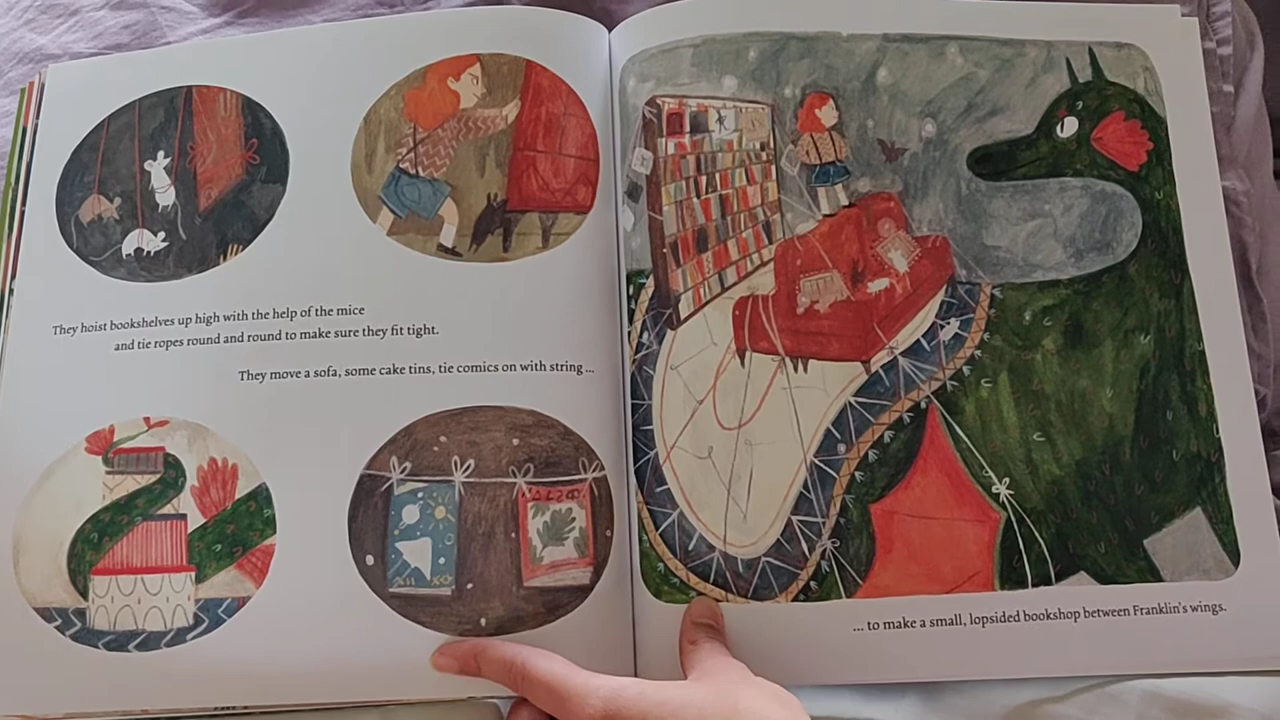 They hoist bookshelves up high with the help of the mice
and tie ropes round and round to make sure they fit tight.
They move a sofa, some cake tins, tie comics on with string...
... to make a small, lopsided bookshop between Franklin's wings.